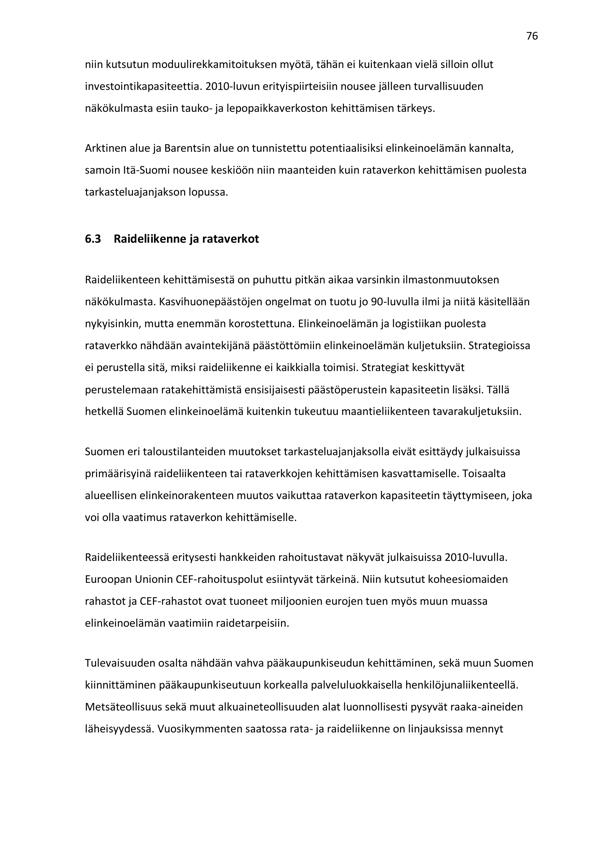 76
niin kutsutun moduulirekkamitoituksen myötä, tähän ei kuitenkaan vielä silloin ollut
investointikapasiteettia. 2010-luvun erityispiirteisiin nousee jälleen turvallisuuden
näkökulmasta esiin tauko- ja lepopaikkaverkoston kehittämisen tärkeys.
Arktinen alue ja Barentsin alue on tunnistettu potentiaalisiksi elinkeinoelämän kannalta,
samoin Itä-Suomi nousee keskiöön niin maanteiden kuin rataverkon kehittämisen puolesta
tarkasteluajanjakson lopussa.
6.3 Raideliikenne ja rataverkot
Raideliikenteen kehittämisestä on puhuttu pitkän aikaa varsinkin ilmastonmuutoksen
näkökulmasta. Kasvihuonepäästöjen ongelmat on tuotu jo 90-luvulla ilmi ja niitä käsitellään
nykyisinkin, mutta enemmän korostettuna. Elinkeinoelämän ja logistiikan puolesta
rataverkko nähdään avaintekijänä päästöttömiin elinkeinoelämän kuljetuksiin. Strategioissa
ei perustella sitä, miksi raideliikenne ei kaikkialla toimisi. Strategiat keskittyvät
perustelemaan ratakehittämistä ensisijaisesti päästöperustein kapasiteetin lisäksi. Tällä
hetkellä Suomen elinkeinoelämä kuitenkin tukeutuu maantieliikenteen tavarakuljetuksiin.
Suomen eri taloustilanteiden muutokset tarkasteluajanjaksolla eivät esittäydy julkaisuissa
primäärisyinä raideliikenteen tai rataverkkojen kehittämisen kasvattamiselle. Toisaalta
alueellisen elinkeinorakenteen muutos vaikuttaa rataverkon kapasiteetin täyttymiseen, joka
voi olla vaatimus rataverkon kehittämiselle.
Raideliikenteessä eritysesti hankkeiden rahoitustavat näkyvät julkaisuissa 2010-luvulla.
Euroopan Unionin CEF-rahoituspolut esiintyvät tärkeinä. Niin kutsutut koheesiomaiden
rahastot ja CEF-rahastot ovat tuoneet miljoonien eurojen tuen myös muun muassa
elinkeinoelämän vaatimiin raidetarpeisiin.
Tulevaisuuden osalta nähdään vahva pääkaupunkiseudun kehittäminen, sekä muun Suomen
kiinnittäminen pääkaupunkiseutuun korkealla palveluluokkaisella henkilöjunaliikenteellä.
Metsäteollisuus sekä muut alkuaineteollisuuden alat luonnollisesti pysyvät raaka-aineiden
läheisyydessä. Vuosikymmenten saatossa rata- ja raideliikenne on linjauksissa mennyt